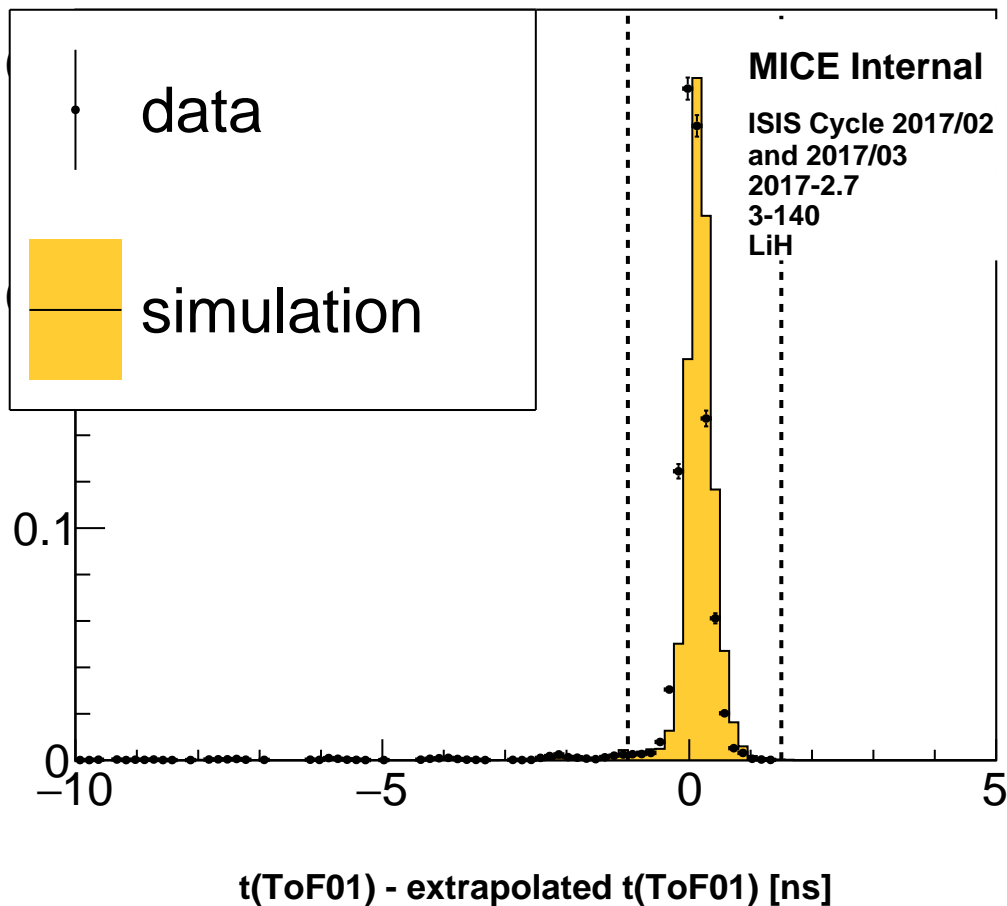 data
simulation
MICE Internal
ISIS Cycle 2017/02
and 2017/03
2017-2.7
3-140
LiH
0.1
0
−10
−5
0
5
t(ToF01) - extrapolated t(ToF01) [ns]